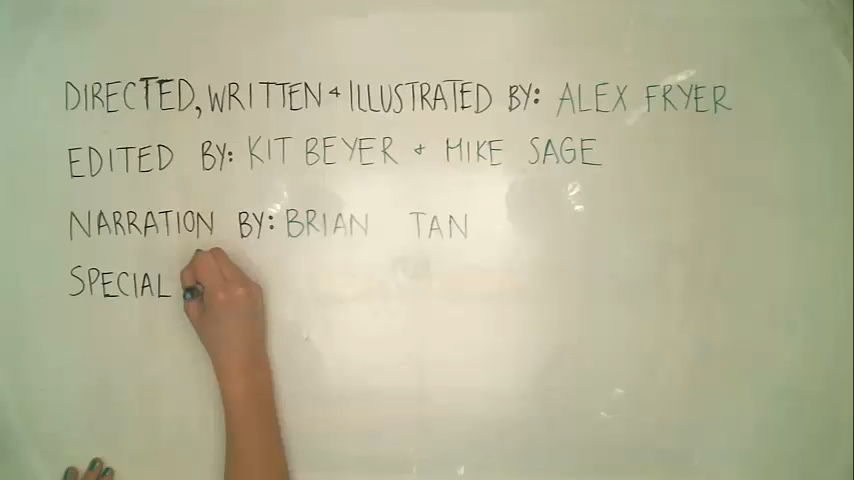 DIRECTED, WRITTEN + ILLUSTRATED BY: ALEX FRYER
EDITED BY: KIT BEYER + MIKE SAGE
NARRATION BY: BRIAN TAN
SPECIAL